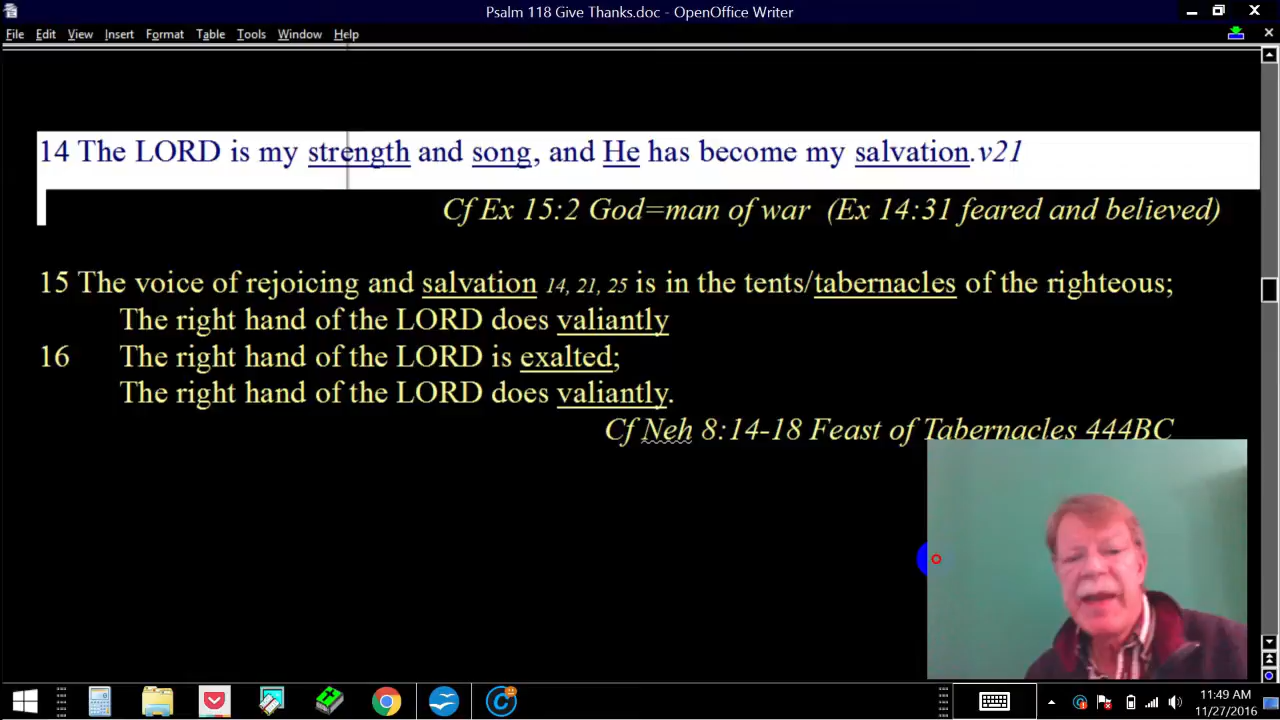 Psalm 118 Give Thanks.doc - OpenOffice Writer
File Edit View Insert Format Table Tools Window Help
14 The LORD is my strength and song, and He has become my salvation.v21
Cf Ex 15:2 God=man of war (Ex 14:31 feared and believed)
15 The voice of rejoicing and salvation 14, 21, 25 is in the tents/tabernacles of the righteous;
The right hand of the LORD does valiantly
16 The right hand of the LORD is exalted;
The right hand of the LORD does valiantly.
Cf Neh 8:14-18 Feast of Tabernacles 444BC
11:49 AM
11/27/2016